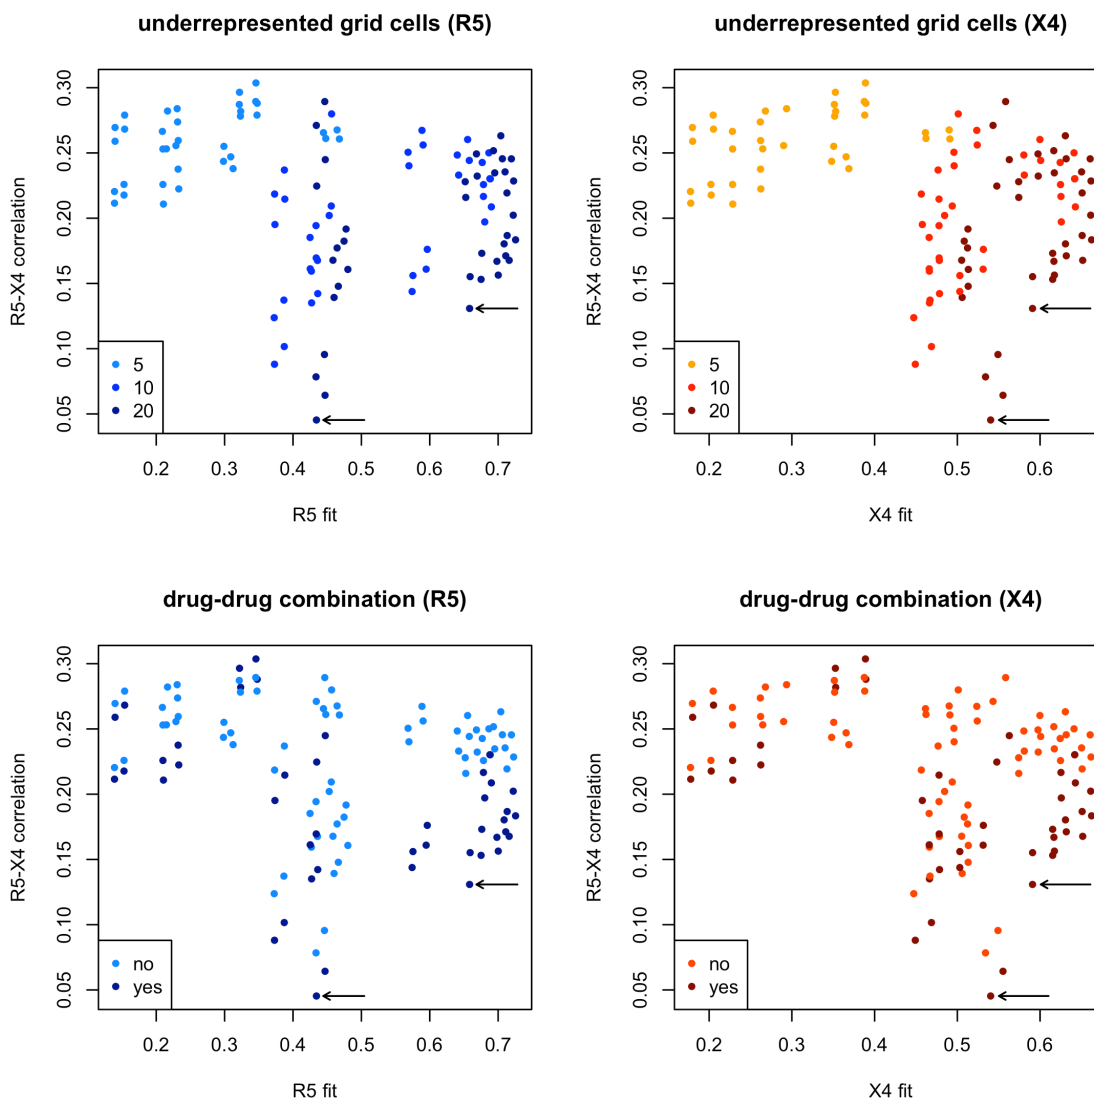 underrepresented grid cells (R5)
R5-X4 correlation
0.30
0.25
0.20
0.15
0.10
0.05
5
10
20
0.2 0.3 0.4 0.5 0.6 0.7
R5 fit
underrepresented grid cells (X4)
R5-X4 correlation
0.30
0.25
0.20
0.15
0.10
0.05
5
10
20
0.2 0.3 0.4 0.5 0.6
X4 fit
drug-drug combination (R5)
R5-X4 correlation
0.30
0.25
0.20
0.15
0.10
0.05
no
yes
0.2 0.3 0.4 0.5 0.6 0.7
R5 fit
drug-drug combination (X4)
R5-X4 correlation
0.30
0.25
0.20
0.15
0.10
0.05
no
yes
0.2 0.3 0.4 0.5 0.6
X4 fit